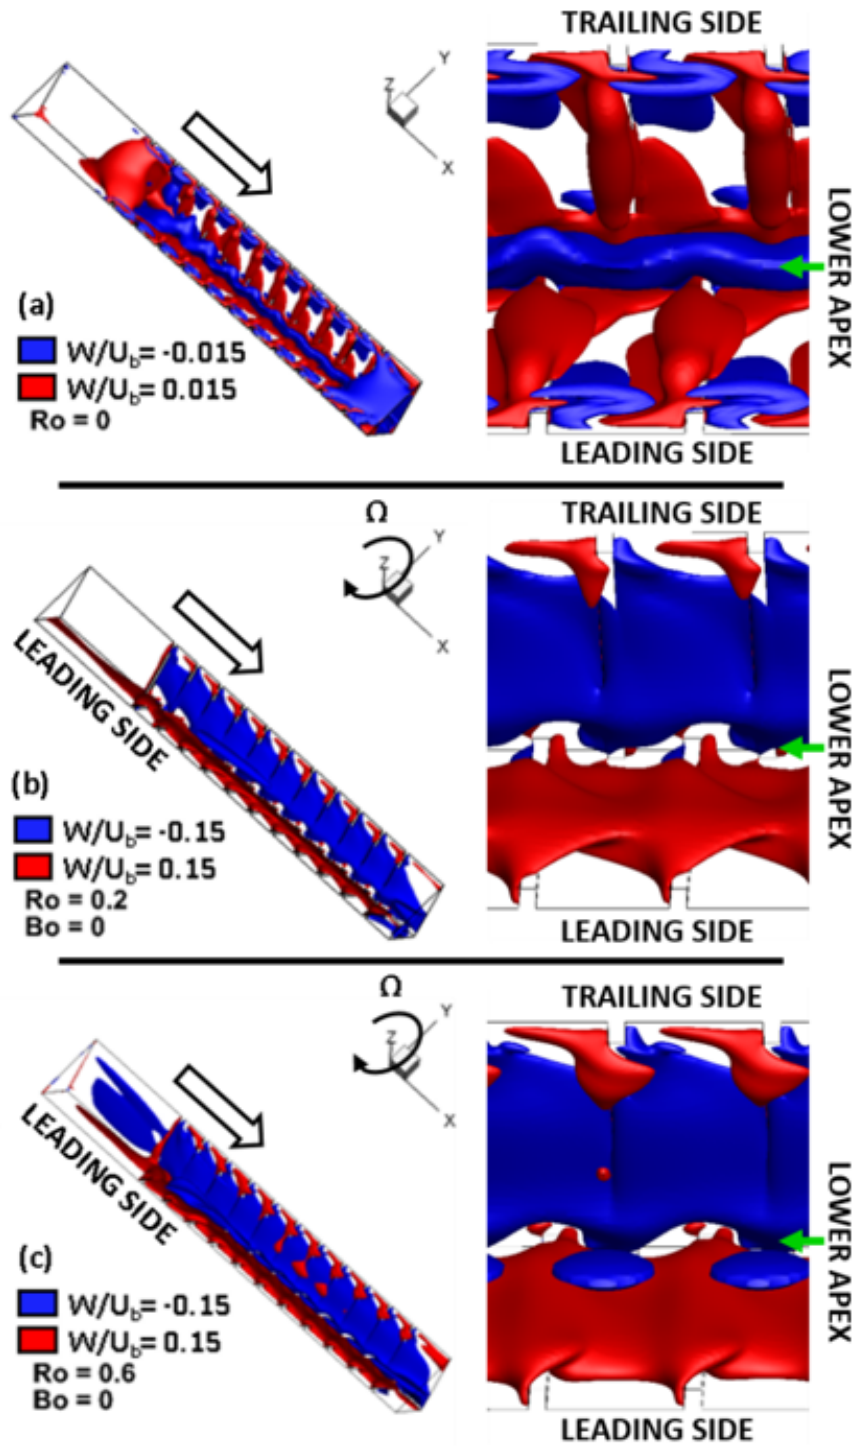 TRAILING SIDE
Y
Z
X
LOWER APEX
(a)
W/Ub= -0.015
W/Ub= 0.015
Ro = 0
LEADING SIDE
Ω
TRAILING SIDE
Y
Z
X
LEADING SIDE
LOWER APEX
(b)
W/Ub= -0.15
W/Ub= 0.15
Ro = 0.2
Bo = 0
LEADING SIDE
Ω
TRAILING SIDE
Y
Z
X
LEADING SIDE
LOWER APEX
(c)
W/Ub= -0.15
W/Ub= 0.15
Ro = 0.6
Bo = 0
LEADING SIDE